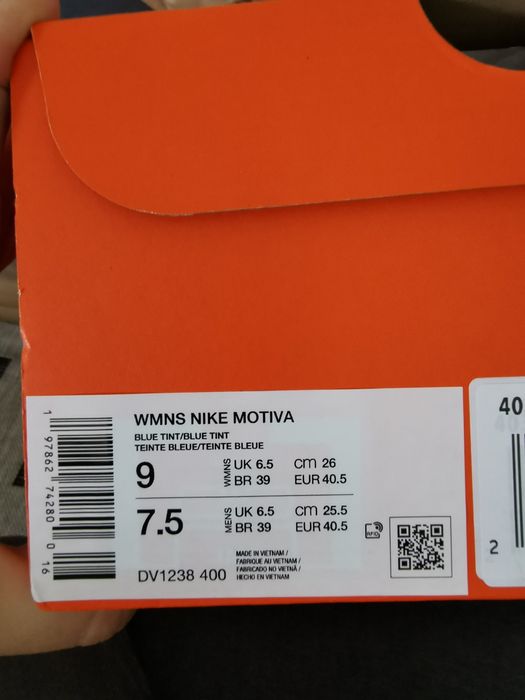 WMNS NIKE MOTIVA
BLUE TINT/BLUE TINT
TEINTE BLEUE/TEINTE BLEUE
9 WMNS UK 6.5 cm 26
BR 39 EUR 40.5
7.5 MENS UK 6.5 cm 25.5
BR 39 EUR 40.5
RFID
MADE IN VIETNAM /
FABRIQUE AU VIETNAM /
FABRICADO NO VIETNÃ /
HECHO EN VIETNAM
DV1238 400
1 97862 74280 0 16
40
2